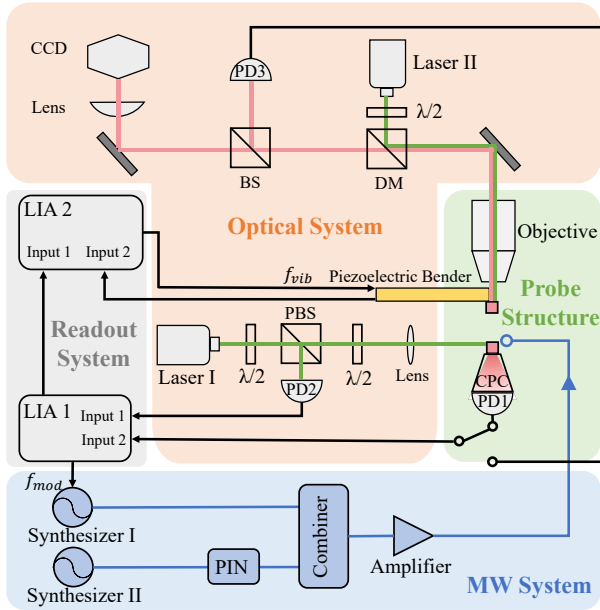 CCD
PD3
Laser II
Lens
λ/2
BS
DM
LIA 2
Input 1 Input 2
Optical System
Objective
f_vib
Piezoelectric Bender
Probe
Structure
Readout
System
PBS
Laser I
λ/2
PD2
λ/2
Lens
CPC
PD1
LIA 1
Input 1
Input 2
f_mod
Synthesizer I
Combiner
Amplifier
Synthesizer II
PIN
MW System